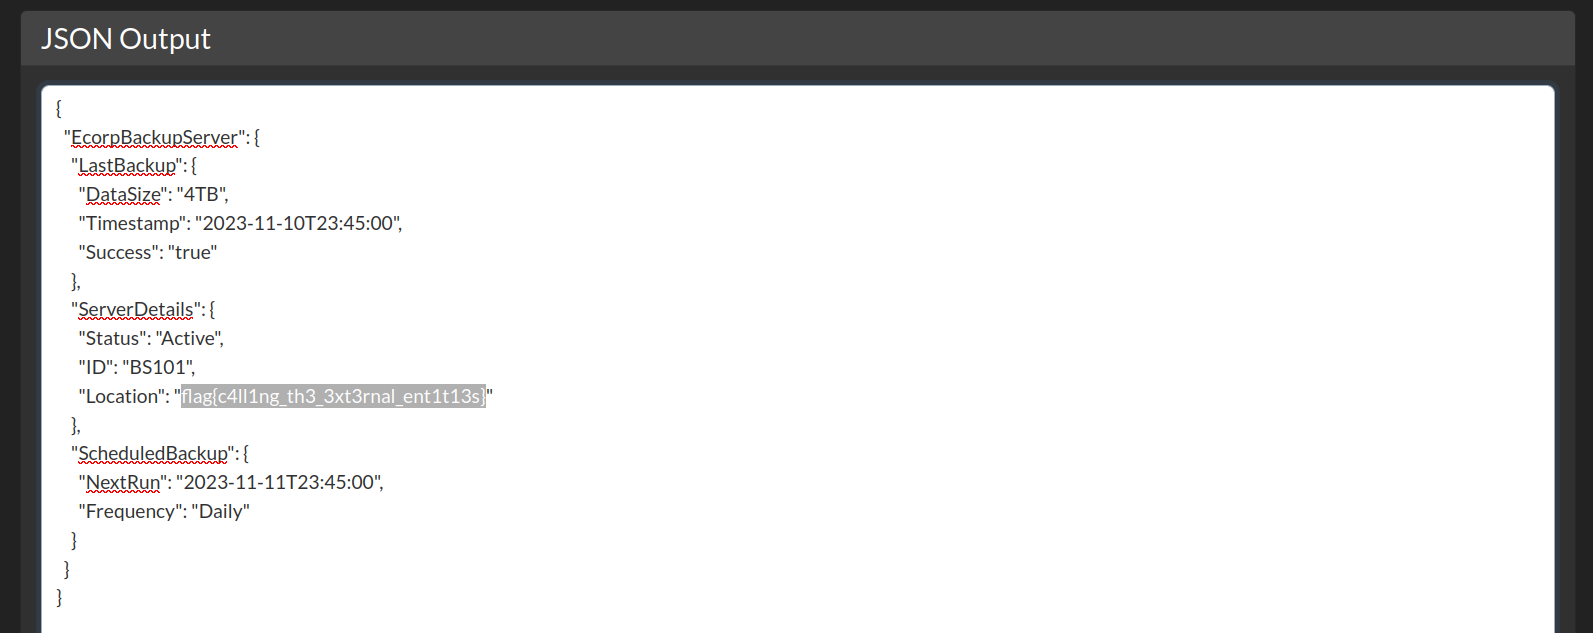 JSON Output
{
"EcorpBackupServer": {
"LastBackup": {
"DataSize": "4TB",
"Timestamp": "2023-11-10T23:45:00",
"Success": "true"
},
"ServerDetails": {
"Status": "Active",
"ID": "BS101",
"Location": "flag{c4ll1ng_th3_3xt3rnal_ent1t13s}"
},
"ScheduledBackup": {
"NextRun": "2023-11-11T23:45:00",
"Frequency": "Daily"
}
}
}